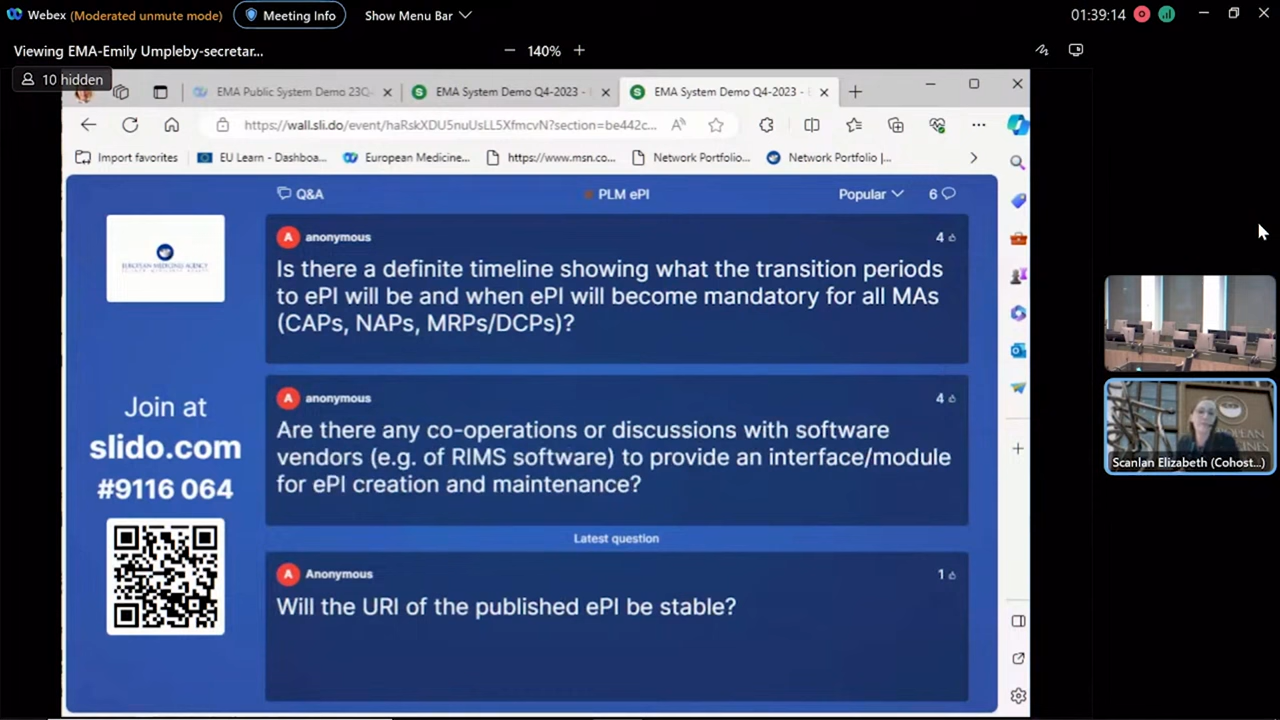 Webex (Moderated unmute mode) Meeting Info Show Menu Bar 01:39:14
Viewing EMA-Emily Umpleby-secretar... 140%
10 hidden
EMA Public System Demo 23Q EMA System Demo Q4-2023 - EMA System Demo Q4-2023 -
https://wall.sli.do/event/haRskXDU5nuUsLL5XfmcvN?section=be442c...
Import favorites EU Learn - Dashboa... European Medicine... https://www.msn.co... Network Portfolio... Network Portfolio |...
Q&A PLM ePI Popular 6
EUROPEAN MEDICINES AGENCY
Join at
slido.com
#9116 064
A anonymous 4
Is there a definite timeline showing what the transition periods
to ePI will be and when ePI will become mandatory for all MAs
(CAPs, NAPs, MRPs/DCPs)?
A anonymous 4
Are there any co-operations or discussions with software
vendors (e.g. of RIMS software) to provide an interface/module
for ePI creation and maintenance?
Latest question
A Anonymous 1
Will the URI of the published ePI be stable?
Scanlan Elizabeth (Cohost...)